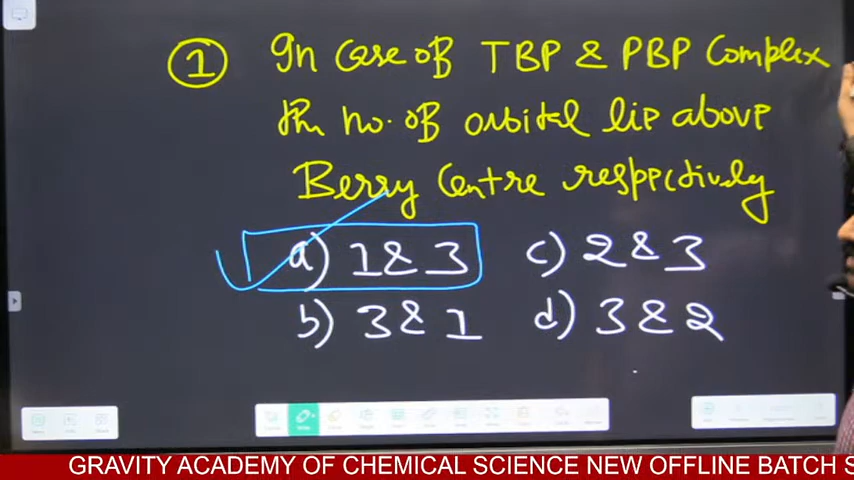 1 In Case of TBP & PBP Complex
the no. of orbital lie above
Berry Centre respectively
a) 1 & 3 c) 2 & 3
b) 3 & 1 d) 3 & 2
GRAVITY ACADEMY OF CHEMICAL SCIENCE NEW OFFLINE BATCH S